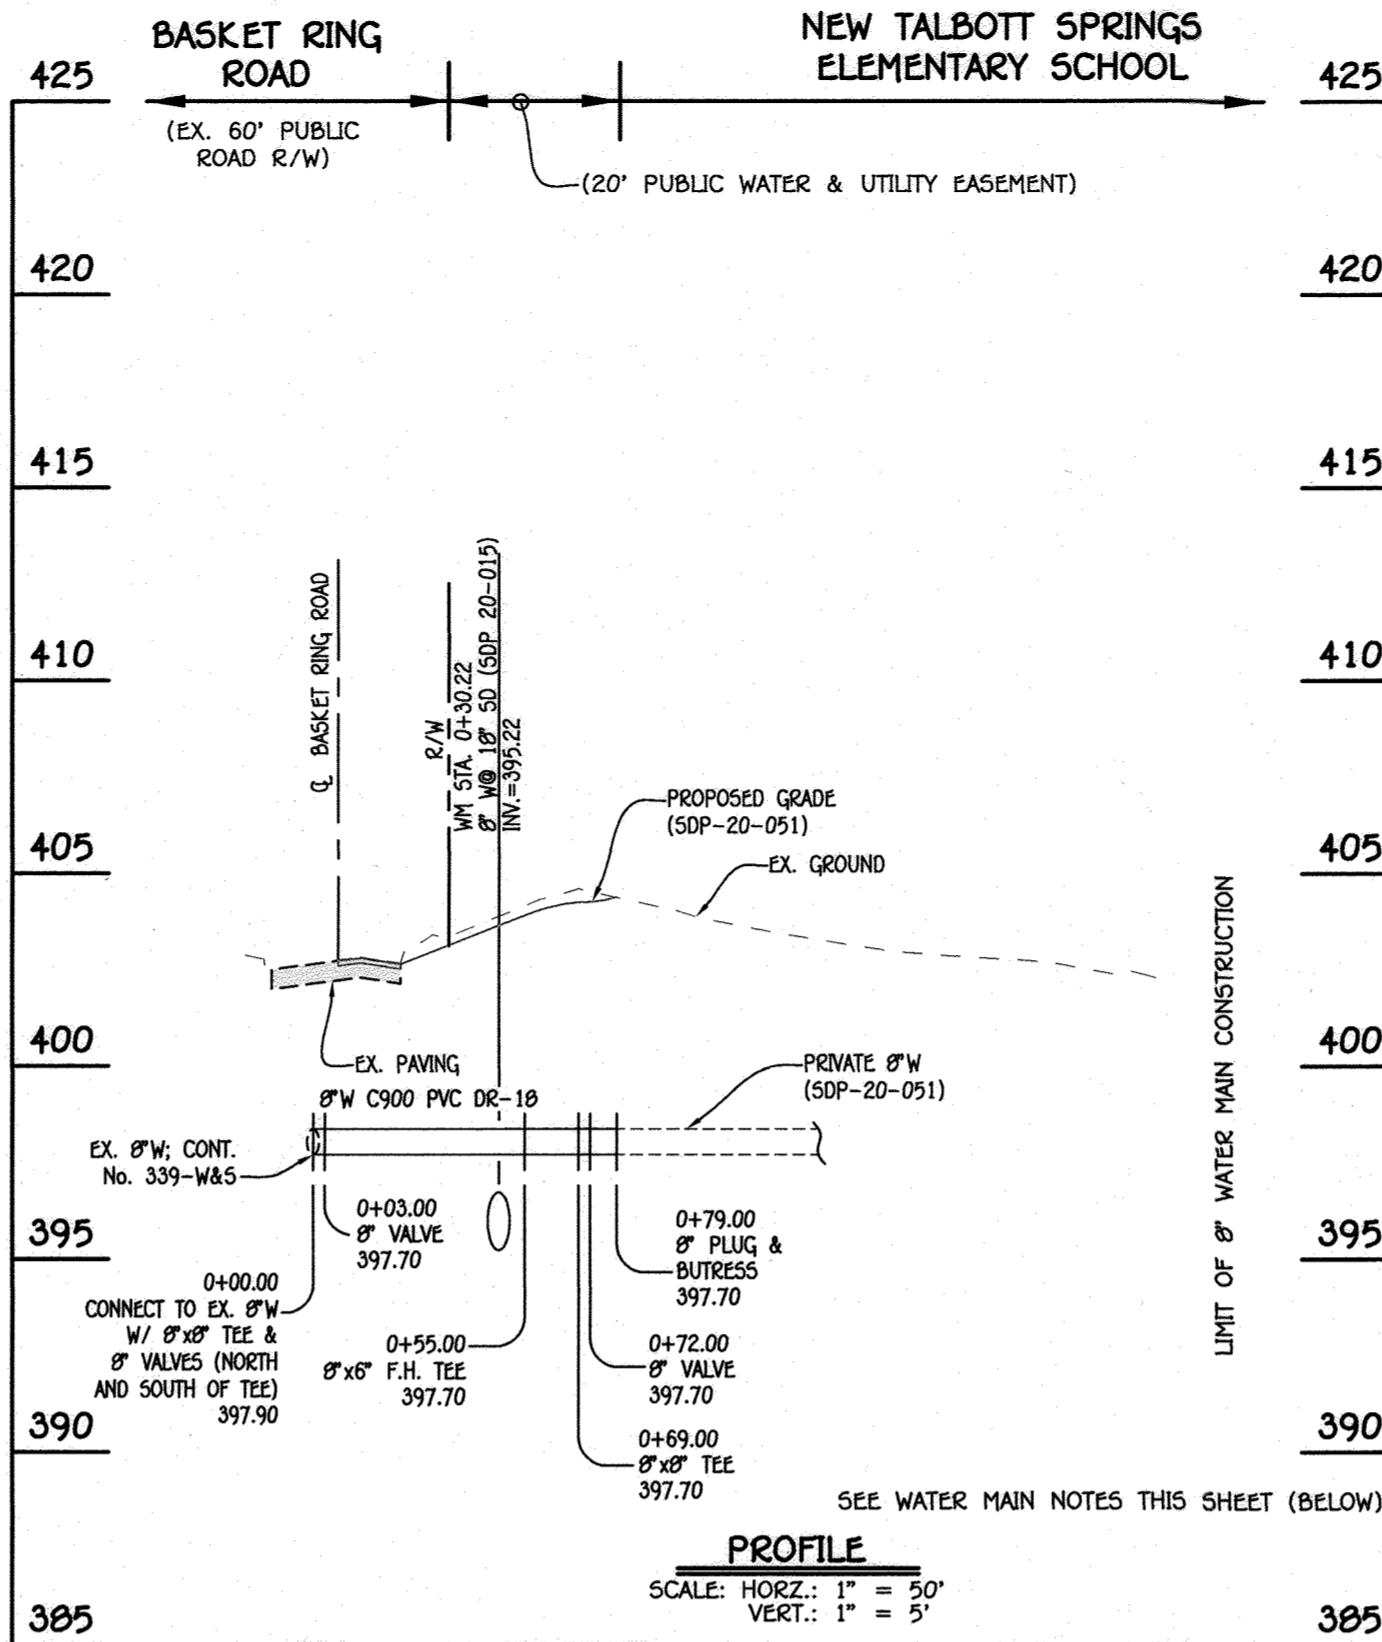 BASKET RING
ROAD
NEW TALBOTT SPRINGS
ELEMENTARY SCHOOL
425
425
(EX. 60' PUBLIC
ROAD R/W)
(20' PUBLIC WATER & UTILITY EASEMENT)
420
420
415
415
410
410
℄ BASKET RING ROAD
R/W
WM STA. 0+30.22
8" W@ 18" SD (SDP 20-015)
INV.=395.22
PROPOSED GRADE
(SDP-20-051)
EX. GROUND
405
405
400
400
EX. PAVING
8"W C900 PVC DR-18
PRIVATE 8"W
(SDP-20-051)
EX. 8"W; CONT.
No. 339-W&S
LIMIT OF 8" WATER MAIN CONSTRUCTION
395
395
0+03.00
8" VALVE
397.70
0+79.00
8" PLUG &
BUTRESS
397.70
0+00.00
CONNECT TO EX. 8"W
W/ 8"x8" TEE &
8" VALVES (NORTH
AND SOUTH OF TEE)
397.90
0+55.00
8"x6" F.H. TEE
397.70
0+72.00
8" VALVE
397.70
390
390
0+69.00
8"x8" TEE
397.70
SEE WATER MAIN NOTES THIS SHEET (BELOW)
PROFILE
SCALE: HORZ.: 1" = 50'
VERT.: 1" = 5'
385
385